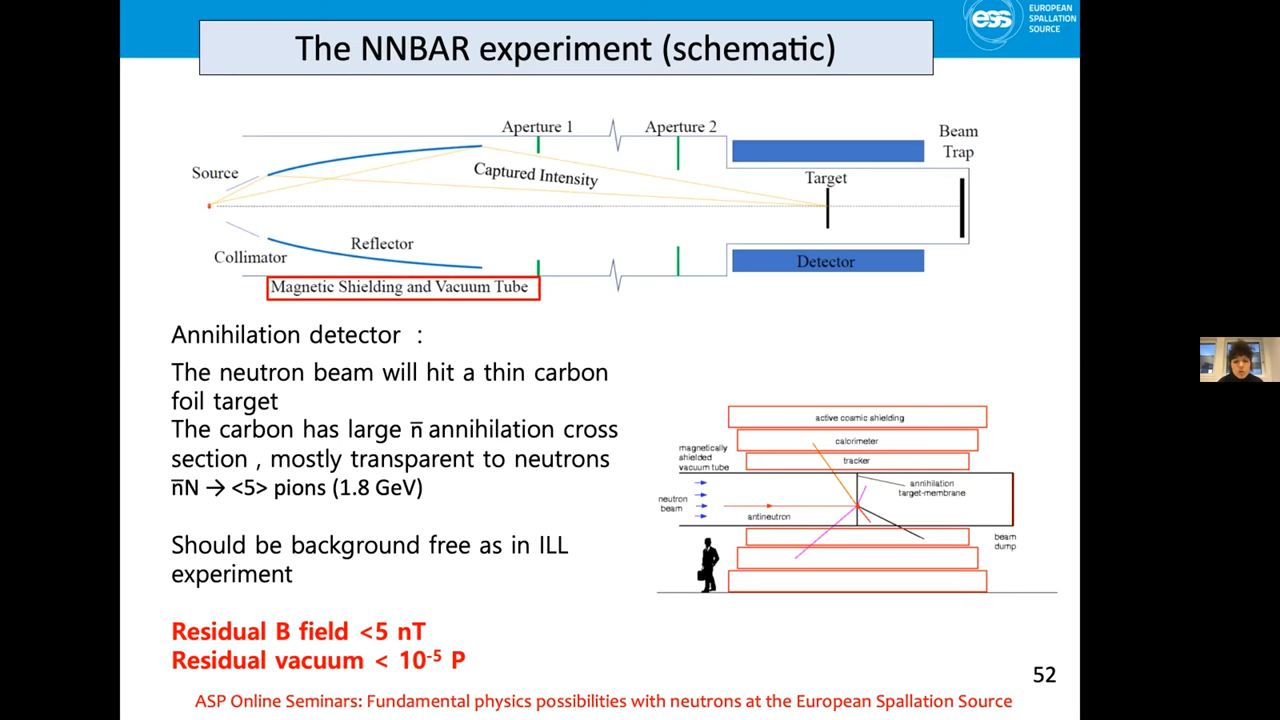 The NNBAR experiment (schematic)
ess
EUROPEAN
SPALLATION
SOURCE
Aperture 1
Aperture 2
Beam
Trap
Source
Captured Intensity
Target
Reflector
Collimator
Detector
Magnetic Shielding and Vacuum Tube
Annihilation detector :
The neutron beam will hit a thin carbon
foil target
The carbon has large n̅ annihilation cross
section , mostly transparent to neutrons
n̅N → <5> pions (1.8 GeV)
Should be background free as in ILL
experiment
Residual B field <5 nT
Residual vacuum < 10⁻⁵ P
active cosmic shielding
calorimeter
tracker
magnetically
shielded
vacuum tube
annihilation
target-membrane
neutron
beam
antineutron
beam
dump
52
ASP Online Seminars: Fundamental physics possibilities with neutrons at the European Spallation Source